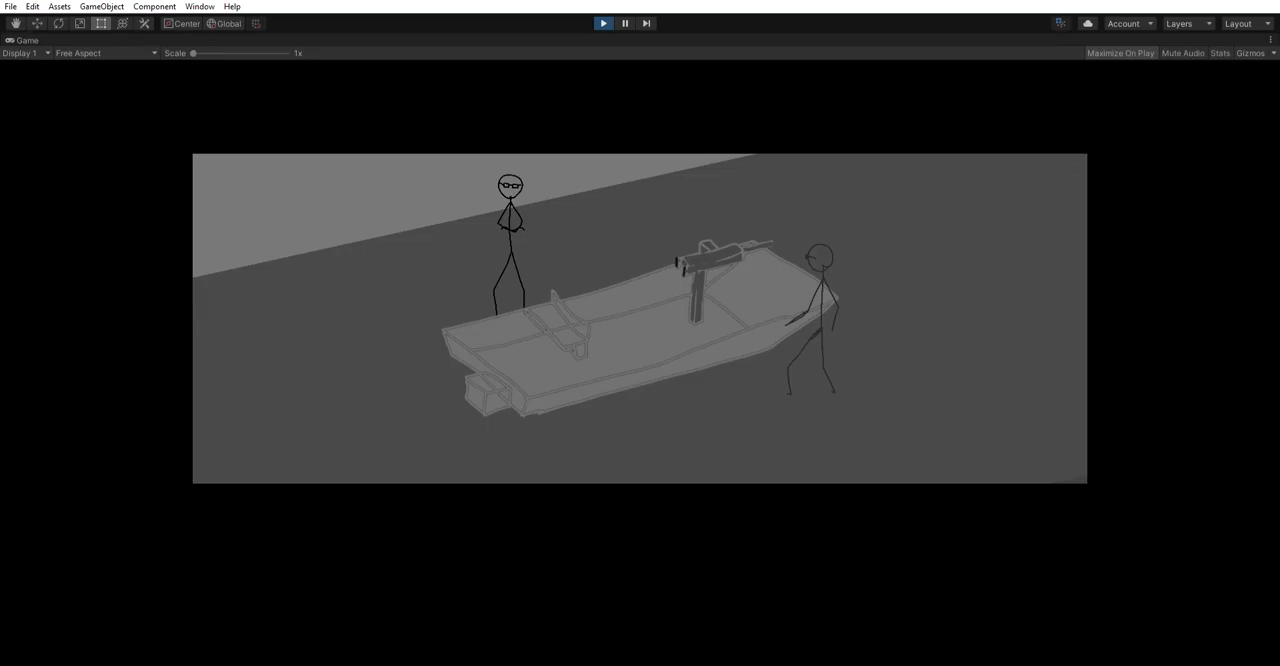 File Edit Assets GameObject Component Window Help
Center Global Account Layers Layout
Game
Display 1 Free Aspect Scale 1x Maximize On Play Mute Audio Stats Gizmos